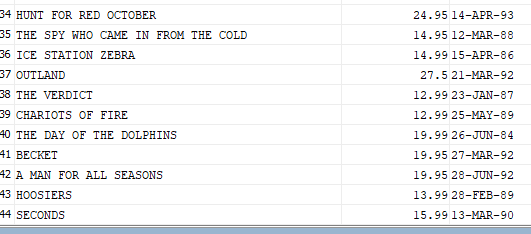 34 HUNT FOR RED OCTOBER 24.95 14-APR-93
35 THE SPY WHO CAME IN FROM THE COLD 14.95 12-MAR-88
36 ICE STATION ZEBRA 14.99 15-APR-86
37 OUTLAND 27.5 21-MAR-92
38 THE VERDICT 12.99 23-JAN-87
39 CHARIOTS OF FIRE 12.99 25-MAY-89
40 THE DAY OF THE DOLPHINS 19.99 26-JUN-84
41 BECKET 19.95 27-MAR-92
42 A MAN FOR ALL SEASONS 19.95 28-JUN-92
43 HOOSIERS 13.99 28-FEB-89
44 SECONDS 15.99 13-MAR-90